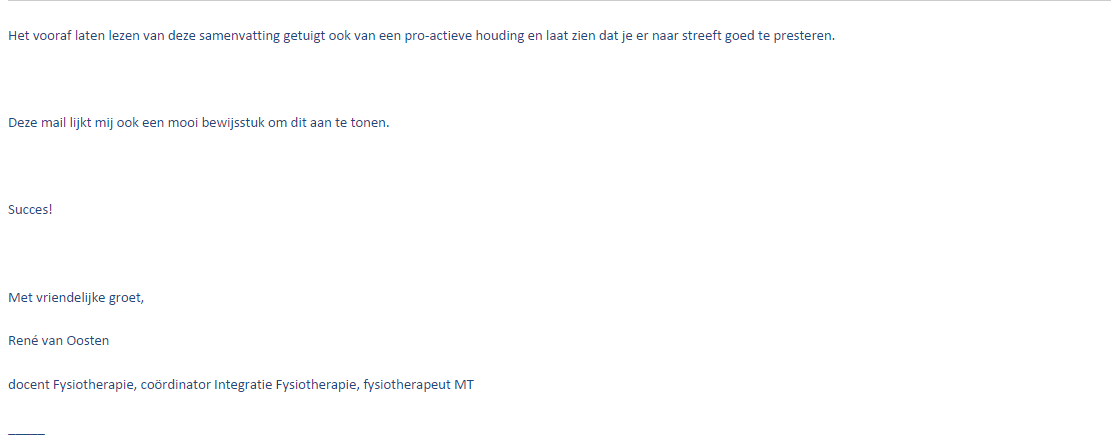 Het vooraf laten lezen van deze samenvatting getuigt ook van een pro-actieve houding en laat zien dat je er naar streeft goed te presteren.
Deze mail lijkt mij ook een mooi bewijsstuk om dit aan te tonen.
Succes!
Met vriendelijke groet,
René van Oosten
docent Fysiotherapie, coördinator Integratie Fysiotherapie, fysiotherapeut MT